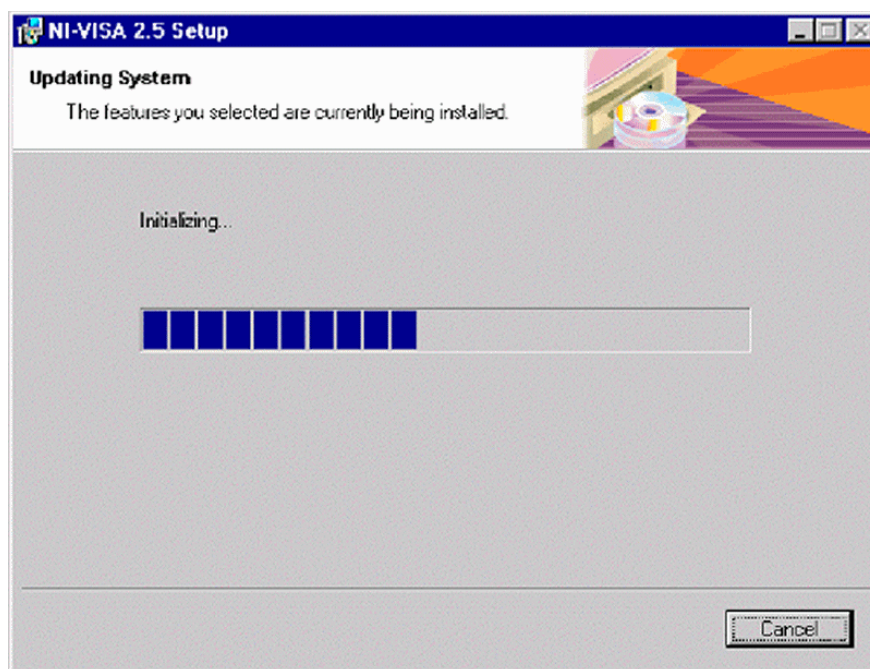 NI-VISA 2.5 Setup
Updating System
The features you selected are currently being installed.
Initializing...
Cancel